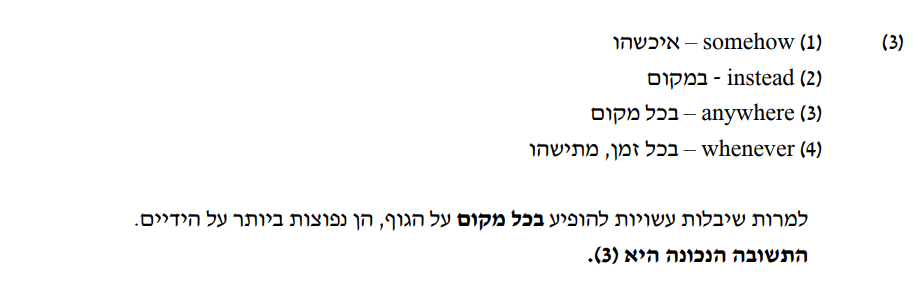 (3) (1) somehow – איכשהו
(2) instead - במקום
(3) anywhere – בכל מקום
(4) whenever – בכל זמן, מתישהו
למרות שיבלות עשויות להופיע בכל מקום על הגוף, הן נפוצות ביותר על הידיים.
התשובה הנכונה היא (3).